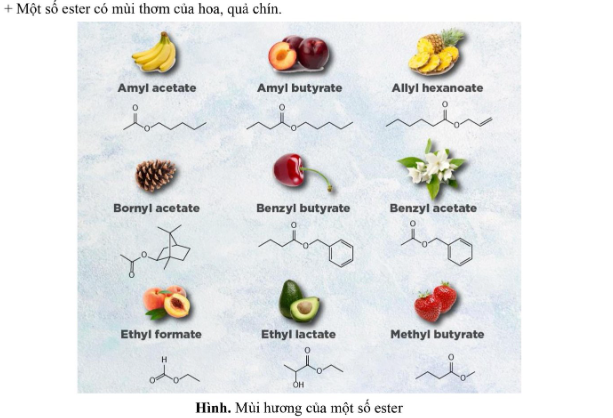 + Một số ester có mùi thơm của hoa, quả chín.
Amyl acetate
Amyl butyrate
Allyl hexanoate
O
O
O
O
O
O
Bornyl acetate
Benzyl butyrate
Benzyl acetate
O
O
O
O
O
O
Ethyl formate
Ethyl lactate
Methyl butyrate
H
O
O
O
O
OH
O
O
Hình. Mùi hương của một số ester